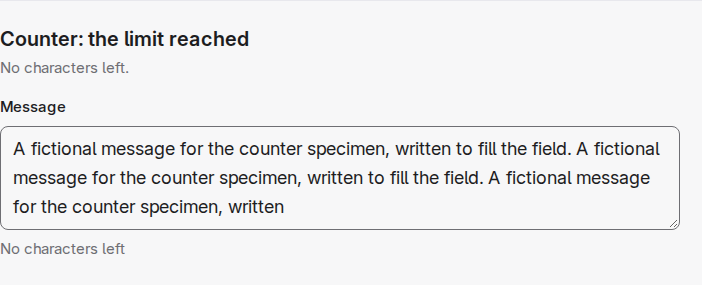 Counter: the limit reached
No characters left.
Message
A fictional message for the counter specimen, written to fill the field. A fictional
message for the counter specimen, written to fill the field. A fictional message
for the counter specimen, written
No characters left